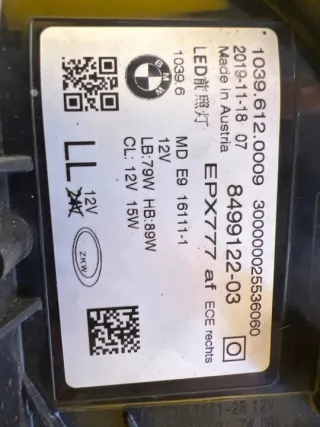 1039.612.0009 300000025536060
2019-11-18 07
Made in Austria
8499122-03
LED前照灯
EPX777 af ECE rechts
BMW
1039.6
MD E9 16111-1
12V
LB:79W HB:89W
CL: 12V 15W
LL
12V
ZKW